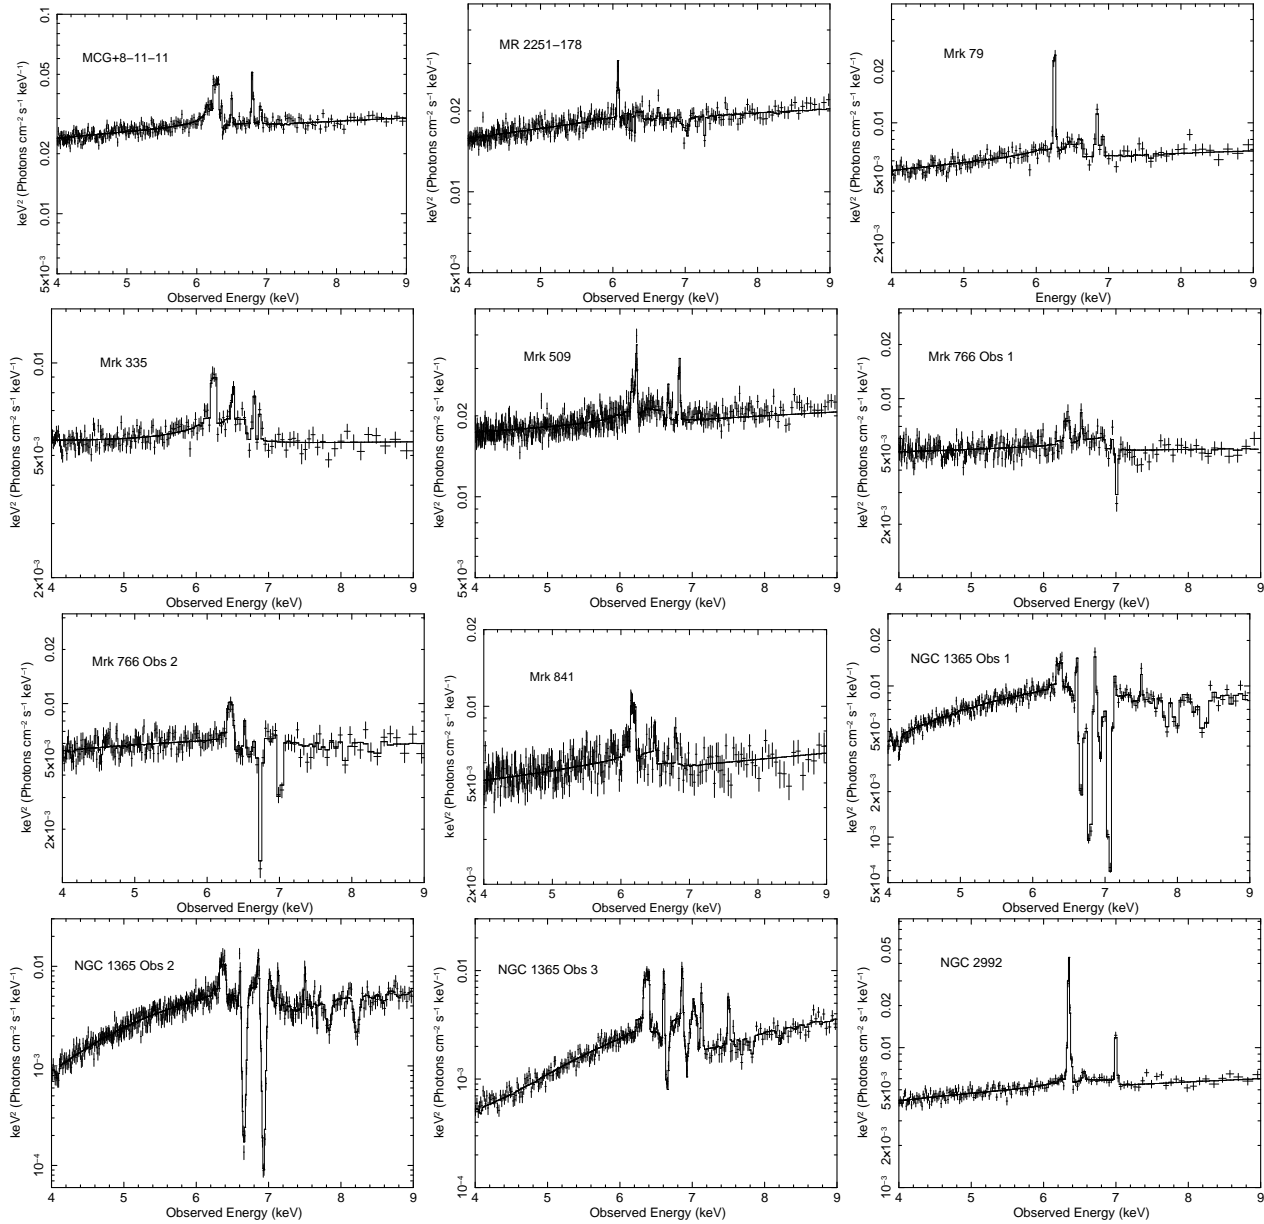 MCG+8−11−11
keV² (Photons cm⁻² s⁻¹ keV⁻¹)
0.1
0.05
0.02
0.01
5×10⁻³
4 5 6 7 8 9
Observed Energy (keV)
MR 2251−178
keV² (Photons cm⁻² s⁻¹ keV⁻¹)
0.02
0.01
5×10⁻³
4 5 6 7 8 9
Observed Energy (keV)
Mrk 79
keV² (Photons cm⁻² s⁻¹ keV⁻¹)
0.02
0.01
5×10⁻³
2×10⁻³
4 5 6 7 8 9
Energy (keV)
Mrk 335
keV² (Photons cm⁻² s⁻¹ keV⁻¹)
0.01
5×10⁻³
2×10⁻³
4 5 6 7 8 9
Observed Energy (keV)
Mrk 509
keV² (Photons cm⁻² s⁻¹ keV⁻¹)
0.02
0.01
5×10⁻³
4 5 6 7 8 9
Observed Energy (keV)
Mrk 766 Obs 1
keV² (Photons cm⁻² s⁻¹ keV⁻¹)
0.02
0.01
5×10⁻³
2×10⁻³
4 5 6 7 8 9
Observed Energy (keV)
Mrk 766 Obs 2
keV² (Photons cm⁻² s⁻¹ keV⁻¹)
0.02
0.01
5×10⁻³
2×10⁻³
4 5 6 7 8 9
Observed Energy (keV)
Mrk 841
keV² (Photons cm⁻² s⁻¹ keV⁻¹)
0.02
0.01
5×10⁻³
2×10⁻³
4 5 6 7 8 9
Observed Energy (keV)
NGC 1365 Obs 1
keV² (Photons cm⁻² s⁻¹ keV⁻¹)
0.02
0.01
5×10⁻³
2×10⁻³
10⁻³
5×10⁻⁴
4 5 6 7 8 9
Observed Energy (keV)
NGC 1365 Obs 2
keV² (Photons cm⁻² s⁻¹ keV⁻¹)
0.01
10⁻³
10⁻⁴
4 5 6 7 8 9
Observed Energy (keV)
NGC 1365 Obs 3
keV² (Photons cm⁻² s⁻¹ keV⁻¹)
0.01
10⁻³
10⁻⁴
4 5 6 7 8 9
Observed Energy (keV)
NGC 2992
keV² (Photons cm⁻² s⁻¹ keV⁻¹)
0.05
0.02
0.01
5×10⁻³
2×10⁻³
10⁻³
4 5 6 7 8 9
Observed Energy (keV)